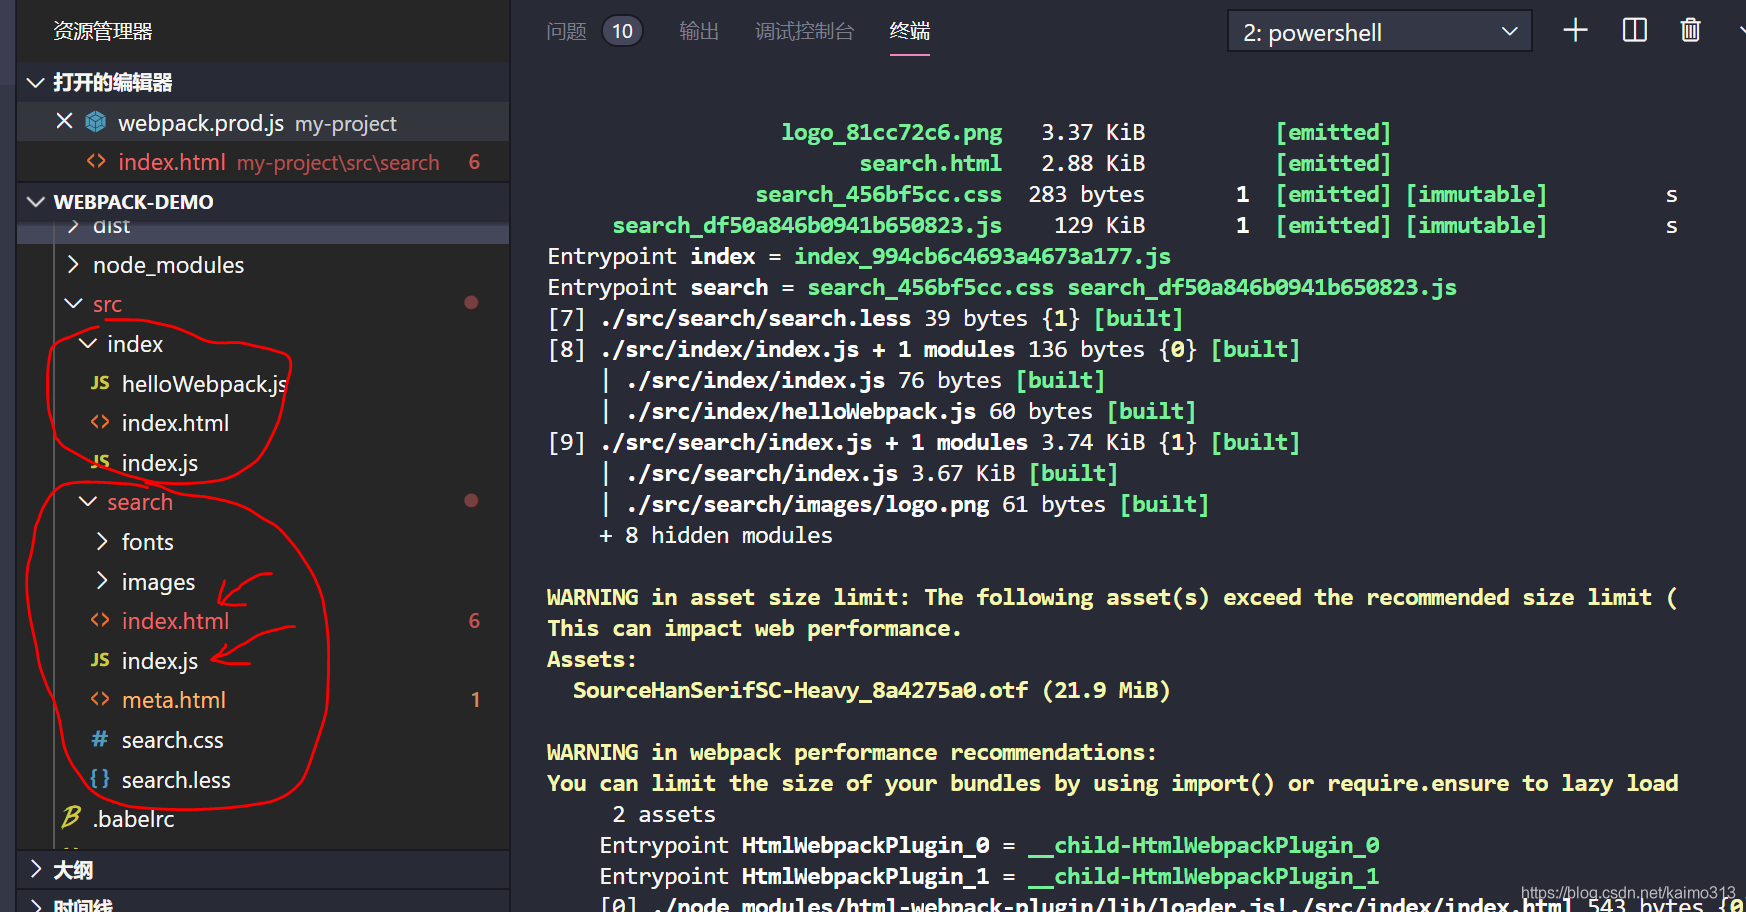 资源管理器
打开的编辑器
webpack.prod.js my-project
index.html my-project\src\search 6
WEBPACK-DEMO
dist
node_modules
src
index
JS helloWebpack.js
index.html
JS index.js
search
fonts
images
index.html 6
JS index.js
meta.html 1
# search.css
{} search.less
.babelrc
大纲
时间线
问题 10 输出 调试控制台 终端 2: powershell
logo_81cc72c6.png 3.37 KiB [emitted]
search.html 2.88 KiB [emitted]
search_456bf5cc.css 283 bytes 1 [emitted] [immutable] s
search_df50a846b0941b650823.js 129 KiB 1 [emitted] [immutable] s
Entrypoint index = index_994cb6c4693a4673a177.js
Entrypoint search = search_456bf5cc.css search_df50a846b0941b650823.js
[7] ./src/search/search.less 39 bytes {1} [built]
[8] ./src/index/index.js + 1 modules 136 bytes {0} [built]
| ./src/index/index.js 76 bytes [built]
| ./src/index/helloWebpack.js 60 bytes [built]
[9] ./src/search/index.js + 1 modules 3.74 KiB {1} [built]
| ./src/search/index.js 3.67 KiB [built]
| ./src/search/images/logo.png 61 bytes [built]
+ 8 hidden modules
WARNING in asset size limit: The following asset(s) exceed the recommended size limit (
This can impact web performance.
Assets:
SourceHanSerifSC-Heavy_8a4275a0.otf (21.9 MiB)
WARNING in webpack performance recommendations:
You can limit the size of your bundles by using import() or require.ensure to lazy load
2 assets
Entrypoint HtmlWebpackPlugin_0 = __child-HtmlWebpackPlugin_0
Entrypoint HtmlWebpackPlugin_1 = __child-HtmlWebpackPlugin_1
[0] ./node_modules/html-webpack-plugin/lib/loader.js!./src/index/index.html 543 bytes {0
https://blog.csdn.net/kaimo313